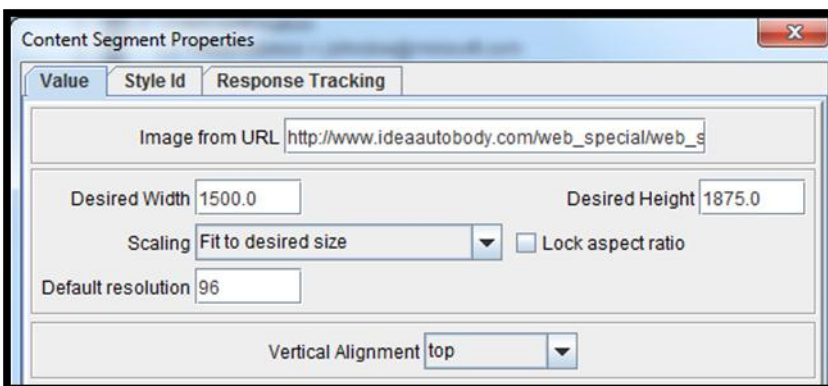 Content Segment Properties
Value Style Id Response Tracking
Image from URL http://www.ideaautobody.com/web_special/web_s
Desired Width 1500.0 Desired Height 1875.0
Scaling Fit to desired size Lock aspect ratio
Default resolution 96
Vertical Alignment top